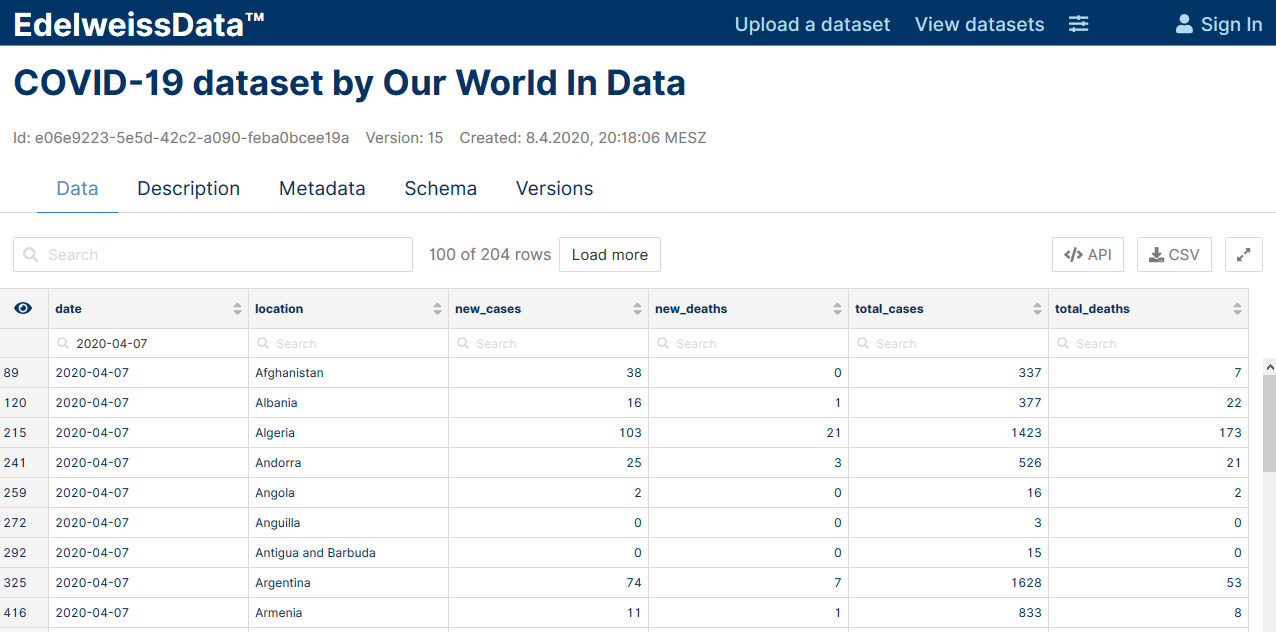 EdelweissData™ Upload a dataset View datasets Sign In
COVID-19 dataset by Our World In Data
Id: e06e9223-5e5d-42c2-a090-feba0bcee19a Version: 15 Created: 8.4.2020, 20:18:06 MESZ
Data Description Metadata Schema Versions
Search 100 of 204 rows Load more </> API CSV
date location new_cases new_deaths total_cases total_deaths
2020-04-07 Search Search Search Search Search
89 2020-04-07 Afghanistan 38 0 337 7
120 2020-04-07 Albania 16 1 377 22
215 2020-04-07 Algeria 103 21 1423 173
241 2020-04-07 Andorra 25 3 526 21
259 2020-04-07 Angola 2 0 16 2
272 2020-04-07 Anguilla 0 0 3 0
292 2020-04-07 Antigua and Barbuda 0 0 15 0
325 2020-04-07 Argentina 74 7 1628 53
416 2020-04-07 Armenia 11 1 833 8